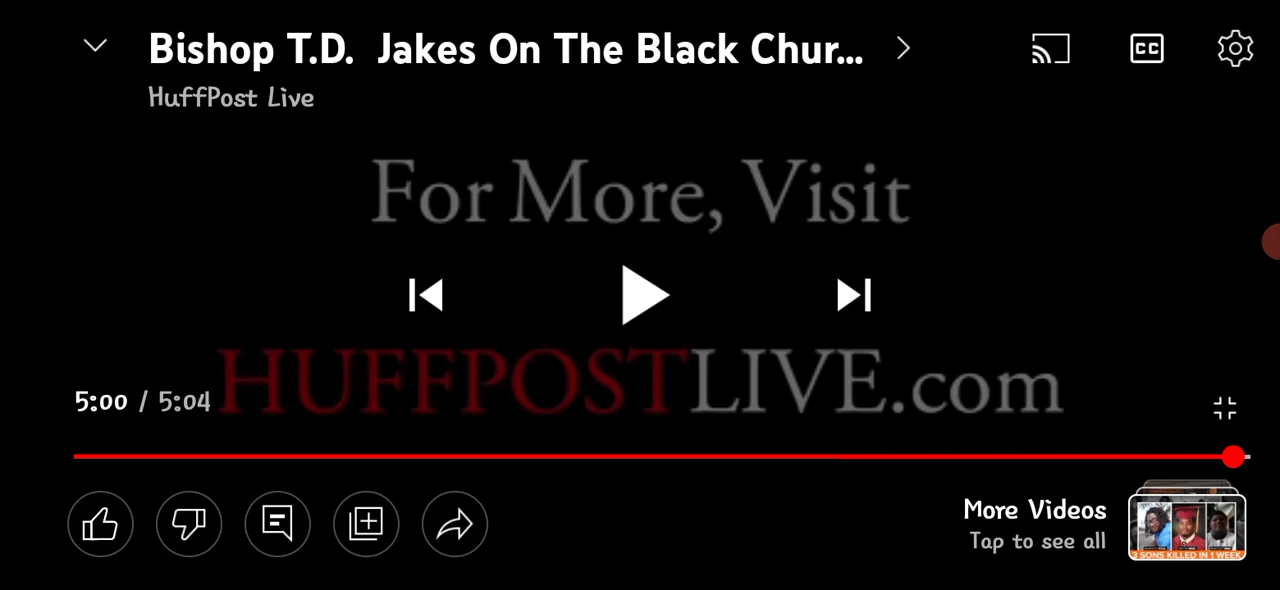 Bishop T.D. Jakes On The Black Chur...
HuffPost Live
CC
For More, Visit
HUFFPOSTLIVE.com
5:00 / 5:04
More Videos
Tap to see all
3 SONS KILLED IN 1 WEEK